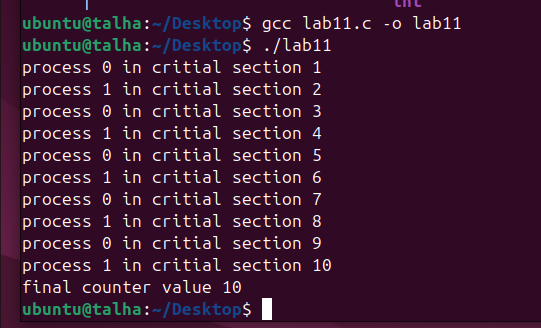 ubuntu@talha:~/Desktop$ gcc lab11.c -o lab11
ubuntu@talha:~/Desktop$ ./lab11
process 0 in critial section 1
process 1 in critial section 2
process 0 in critial section 3
process 1 in critial section 4
process 0 in critial section 5
process 1 in critial section 6
process 0 in critial section 7
process 1 in critial section 8
process 0 in critial section 9
process 1 in critial section 10
final counter value 10
ubuntu@talha:~/Desktop$